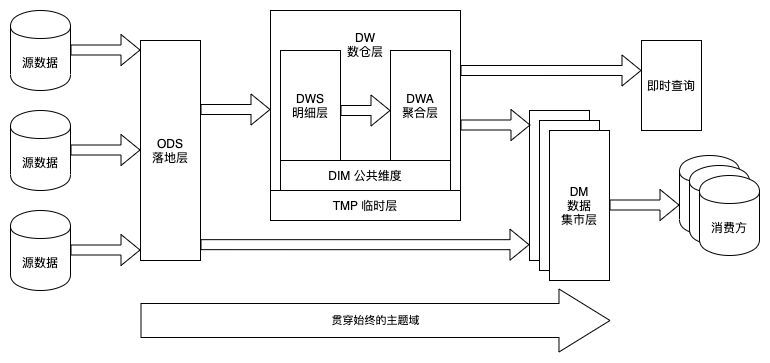 源数据
源数据
源数据
ODS
落地层
DW
数仓层
DWS
明细层
DWA
聚合层
DIM 公共维度
TMP 临时层
即时查询
DM
数据
集市层
消费方
贯穿始终的主题域